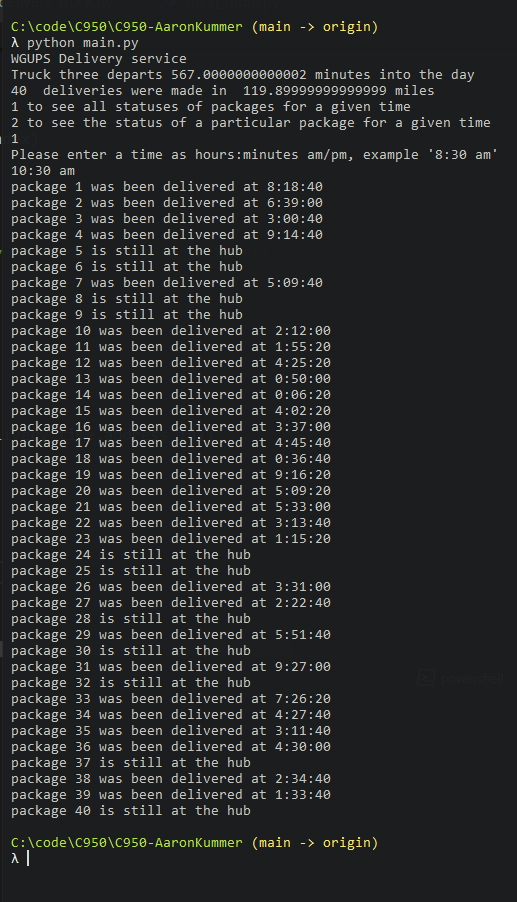 C:\code\C950\C950-AaronKummer (main -> origin)
λ python main.py
WGUPS Delivery service
Truck three departs 567.0000000000002 minutes into the day
40  deliveries were made in  119.89999999999999 miles
1 to see all statuses of packages for a given time
2 to see the status of a particular package for a given time
1
Please enter a time as hours:minutes am/pm, example '8:30 am'
10:30 am
package 1 was been delivered at 8:18:40
package 2 was been delivered at 6:39:00
package 3 was been delivered at 3:00:40
package 4 was been delivered at 9:14:40
package 5 is still at the hub
package 6 is still at the hub
package 7 was been delivered at 5:09:40
package 8 is still at the hub
package 9 is still at the hub
package 10 was been delivered at 2:12:00
package 11 was been delivered at 1:55:20
package 12 was been delivered at 4:25:20
package 13 was been delivered at 0:50:00
package 14 was been delivered at 0:06:20
package 15 was been delivered at 4:02:20
package 16 was been delivered at 3:37:00
package 17 was been delivered at 4:45:40
package 18 was been delivered at 0:36:40
package 19 was been delivered at 9:16:20
package 20 was been delivered at 5:09:20
package 21 was been delivered at 5:33:00
package 22 was been delivered at 3:13:40
package 23 was been delivered at 1:15:20
package 24 is still at the hub
package 25 is still at the hub
package 26 was been delivered at 3:31:00
package 27 was been delivered at 2:22:40
package 28 is still at the hub
package 29 was been delivered at 5:51:40
package 30 is still at the hub
package 31 was been delivered at 9:27:00
package 32 is still at the hub
package 33 was been delivered at 7:26:20
package 34 was been delivered at 4:27:40
package 35 was been delivered at 3:11:40
package 36 was been delivered at 4:30:00
package 37 is still at the hub
package 38 was been delivered at 2:34:40
package 39 was been delivered at 1:33:40
package 40 is still at the hub
C:\code\C950\C950-AaronKummer (main -> origin)
λ